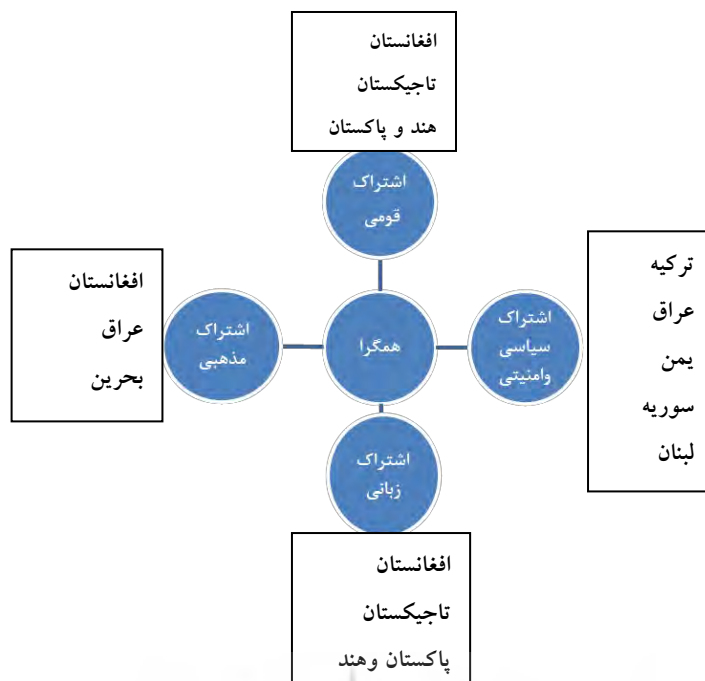 افغانستان
تاجیکستان
هند و پاکستان
اشتراک
قومی
ترکیه
عراق
یمن
سوریه
لبنان
اشتراک
سیاسی
وامنیتی
همگرا
اشتراک
مذهبی
افغانستان
عراق
بحرین
اشتراک
زبانی
افغانستان
تاجیکستان
پاکستان وهند